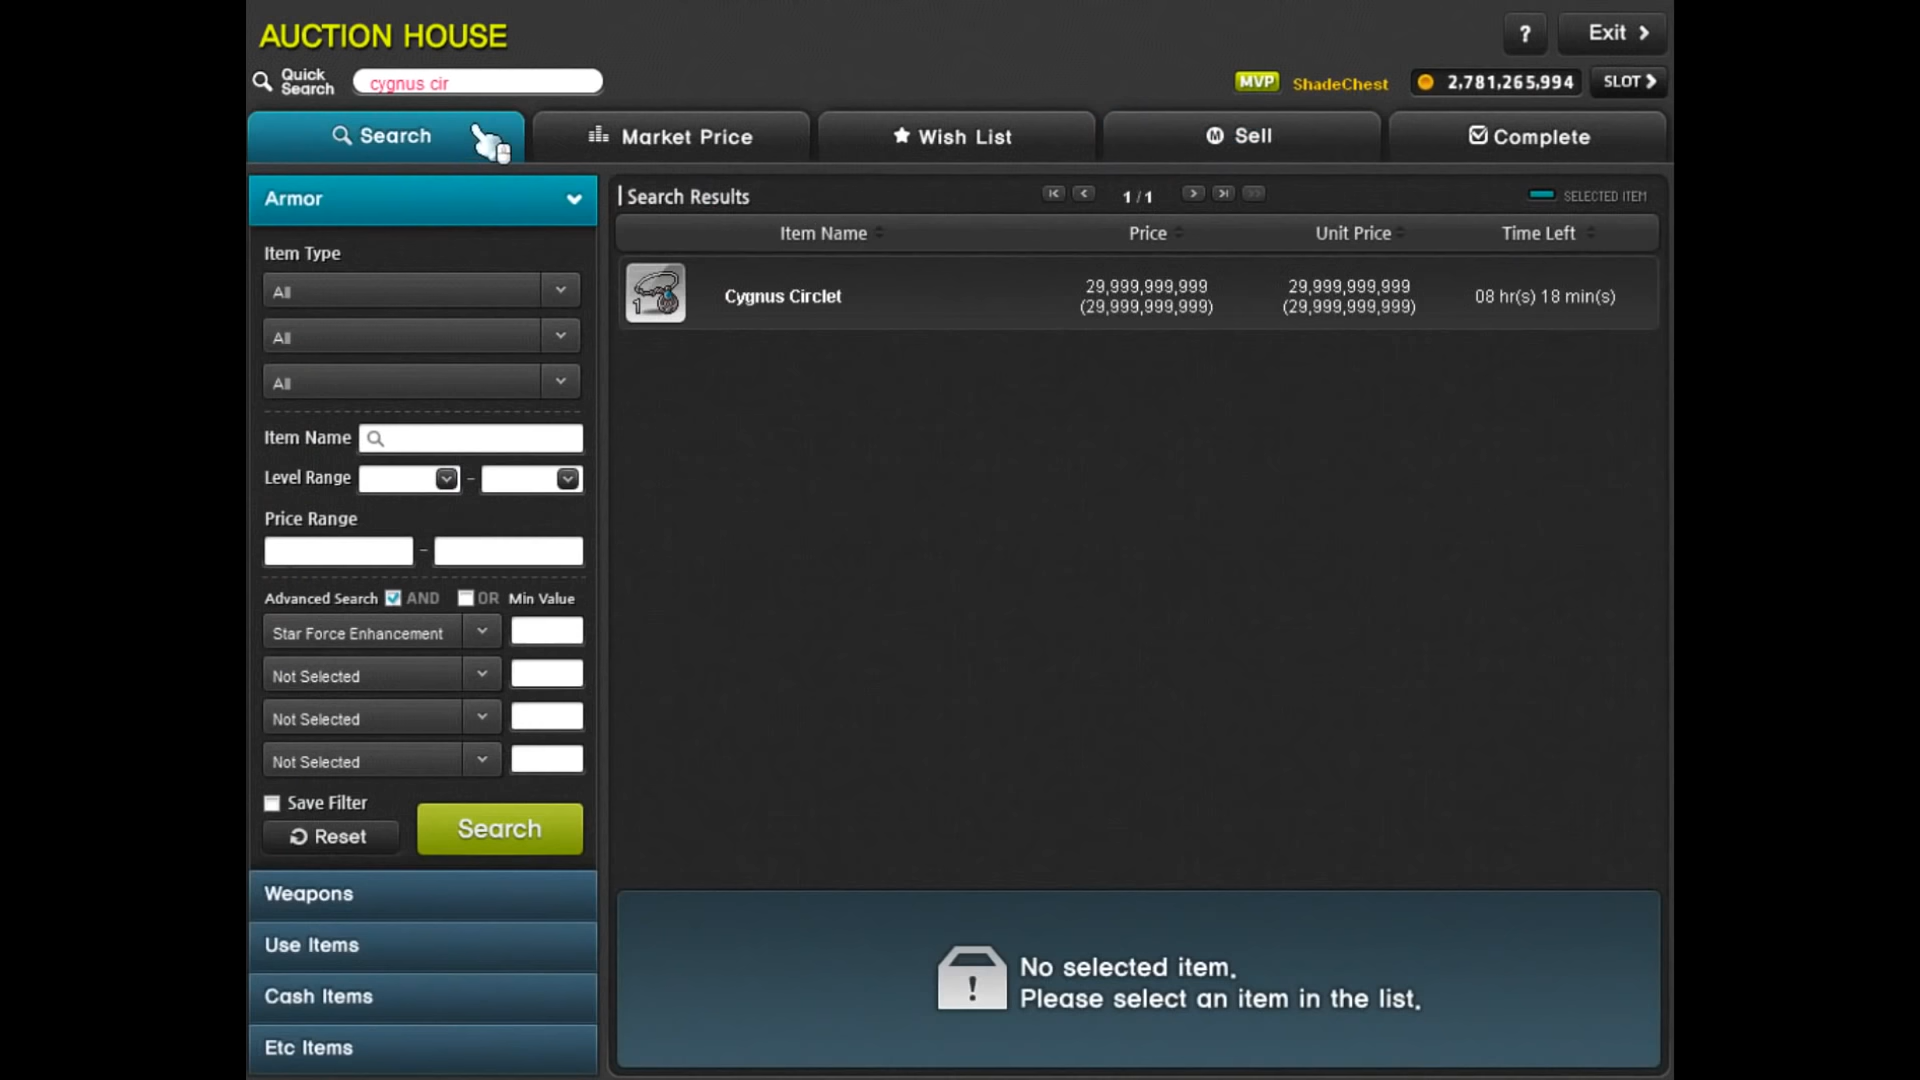 AUCTION HOUSE
?
Exit
Quick Search
cygnus cir
MVP
ShadeChest
2,781,265,994
SLOT
Search
Market Price
Wish List
Sell
Complete
Armor
Item Type
All
All
All
Item Name
Level Range
-
Price Range
-
Advanced Search
AND
OR
Min Value
Star Force Enhancement
Not Selected
Not Selected
Not Selected
Save Filter
Reset
Search
Weapons
Use Items
Cash Items
Etc Items
Search Results
1 / 1
SELECTED ITEM
Item Name
Price
Unit Price
Time Left
1
Cygnus Circlet
29,999,999,999
(29,999,999,999)
29,999,999,999
(29,999,999,999)
08 hr(s) 18 min(s)
No selected item.
Please select an item in the list.